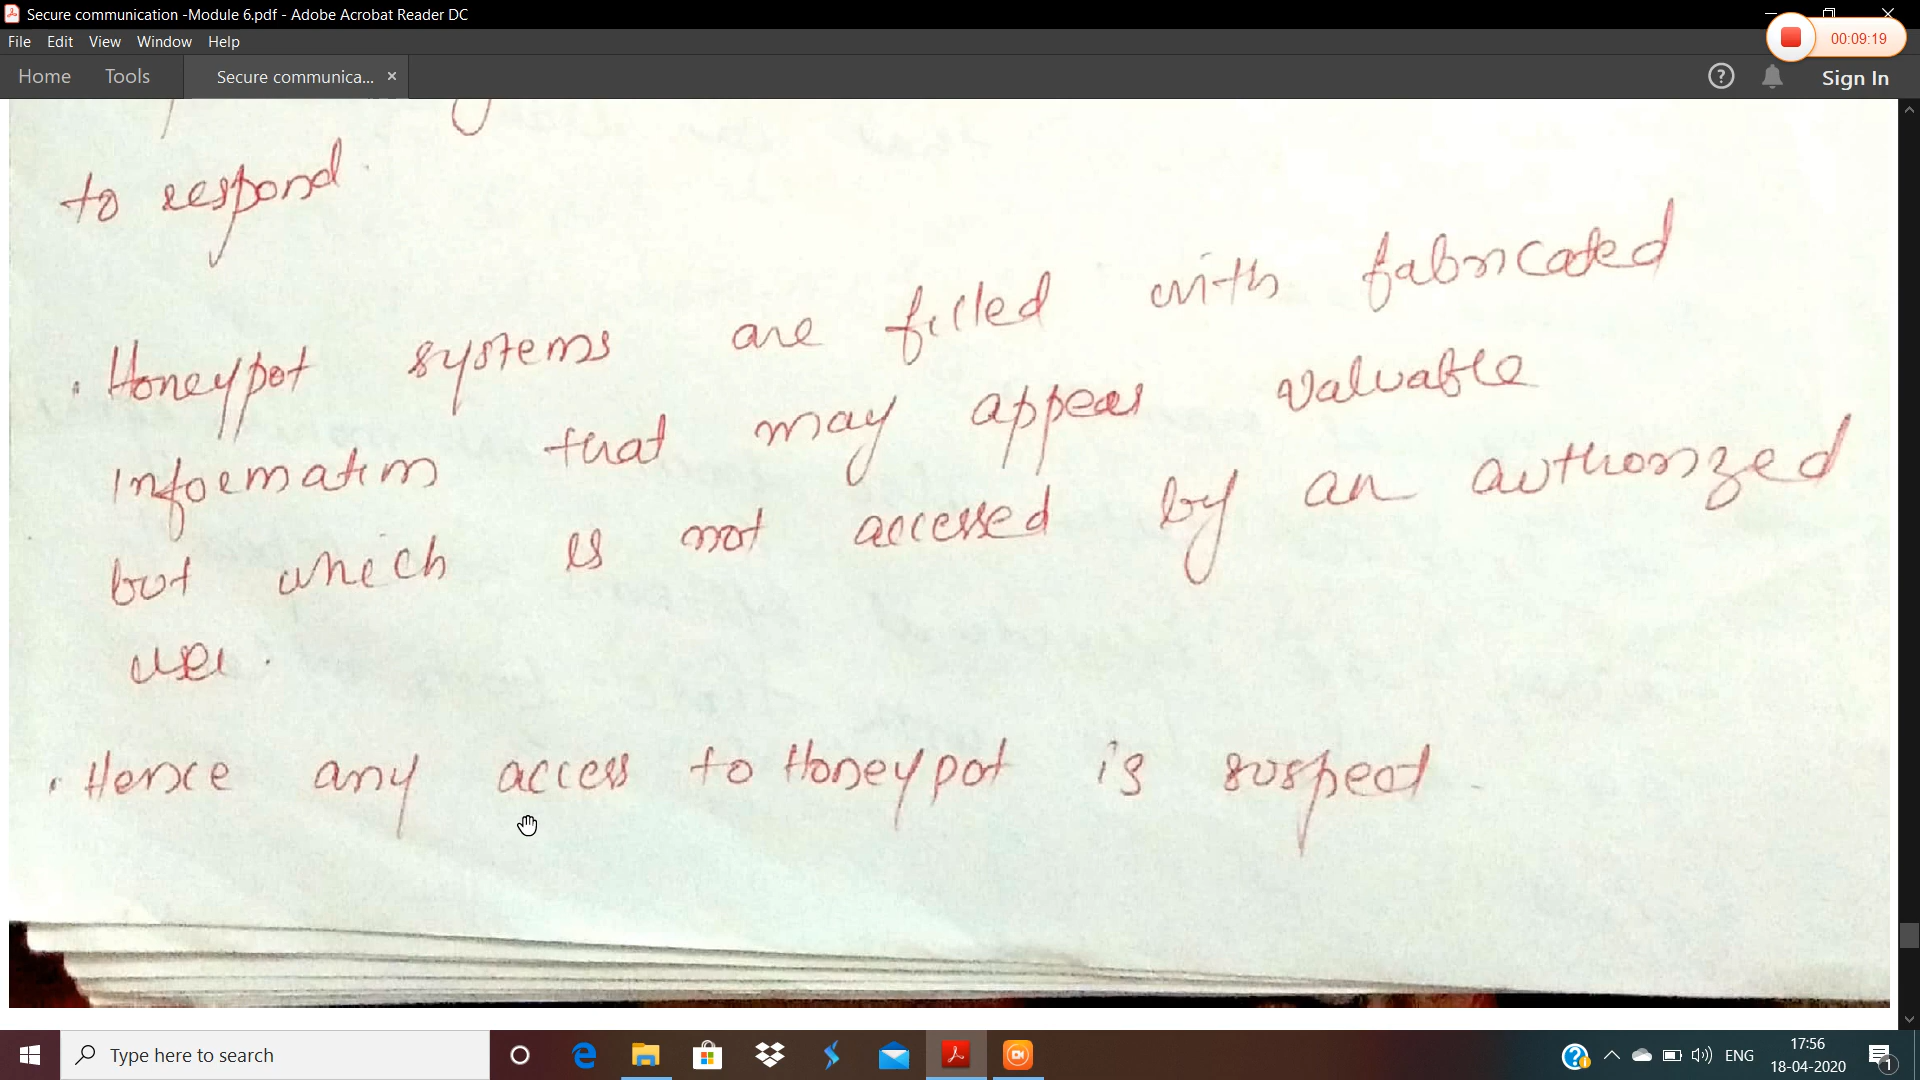 Secure communication -Module 6.pdf - Adobe Acrobat Reader DC
File Edit View Window Help
00:09:19
Home Tools Secure communica... × Sign In
to respond.
. Honeypot systems are filled with fabricated
Information that may appear valuable
but which is not accessed by an authorized
user.
. Hence any access to Honeypot is suspect.
Type here to search
ENG
17:56
18-04-2020
1